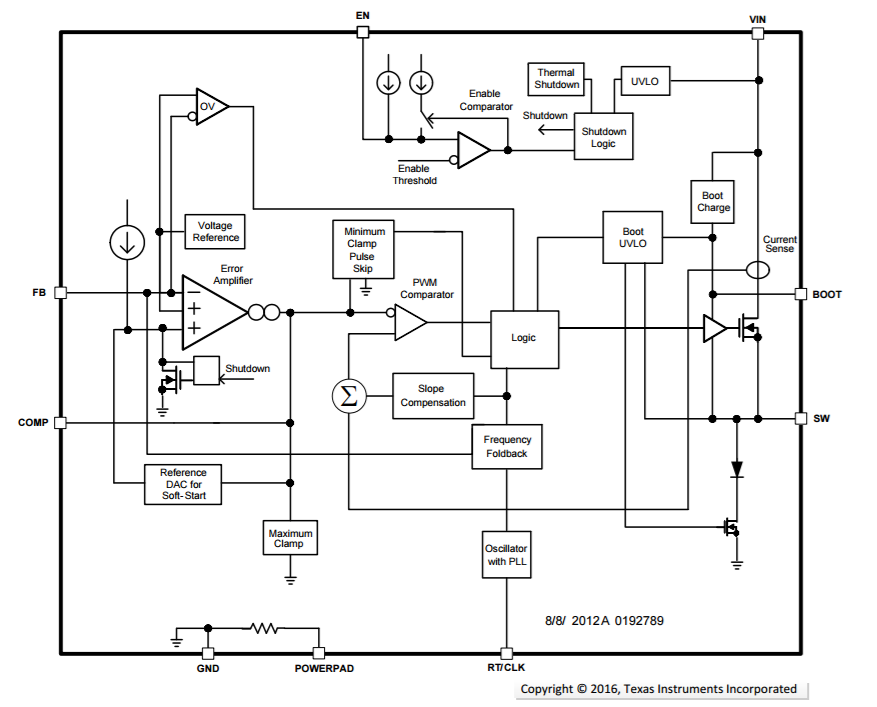 EN
VIN
Thermal
Shutdown
UVLO
OV
Enable
Comparator
Shutdown
Shutdown
Logic
Enable
Threshold
Boot
Charge
Voltage
Reference
Minimum
Clamp
Pulse
Skip
Boot
UVLO
Current
Sense
Error
Amplifier
PWM
Comparator
FB
BOOT
−
+
+
Logic
Shutdown
Σ
Slope
Compensation
COMP
SW
Frequency
Foldback
Reference
DAC for
Soft-Start
Maximum
Clamp
Oscillator
with PLL
8/8/ 2012 A 0192789
GND
POWERPAD
RT/CLK
Copyright © 2016, Texas Instruments Incorporated